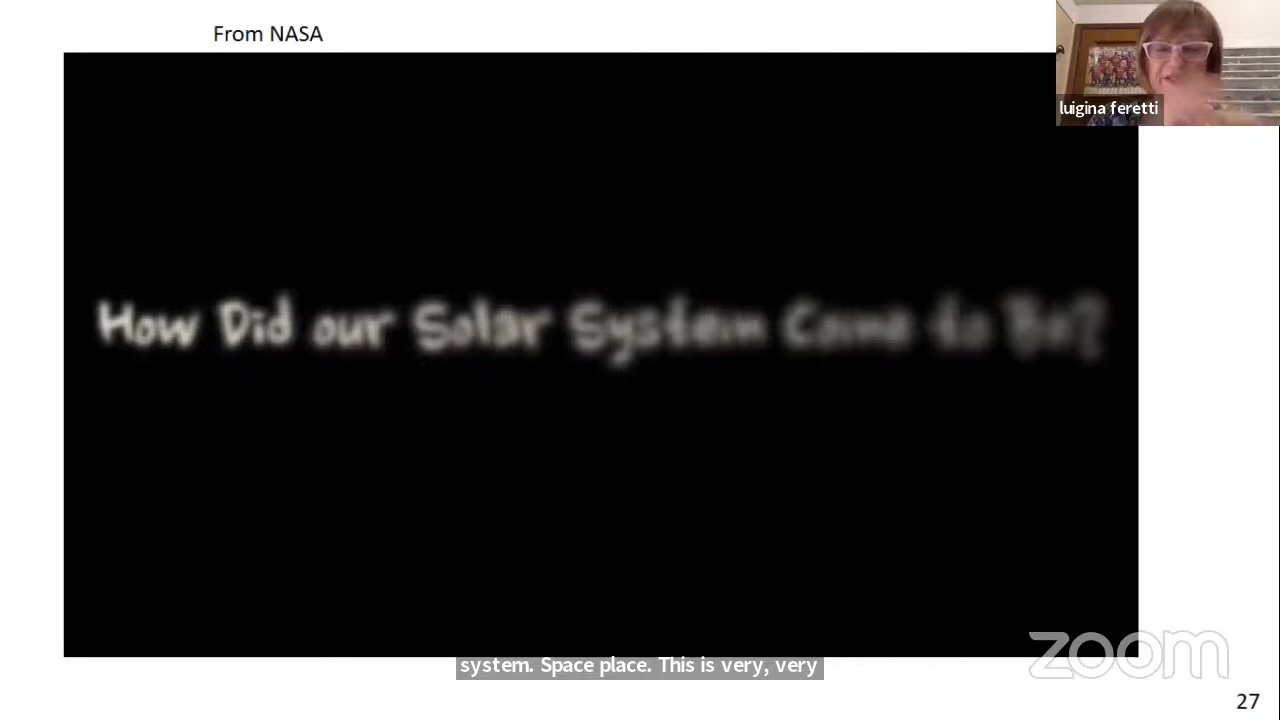 From NASA
luigina feretti
How Did our Solar System Come to Be?
system. Space place. This is very, very
zoom
27